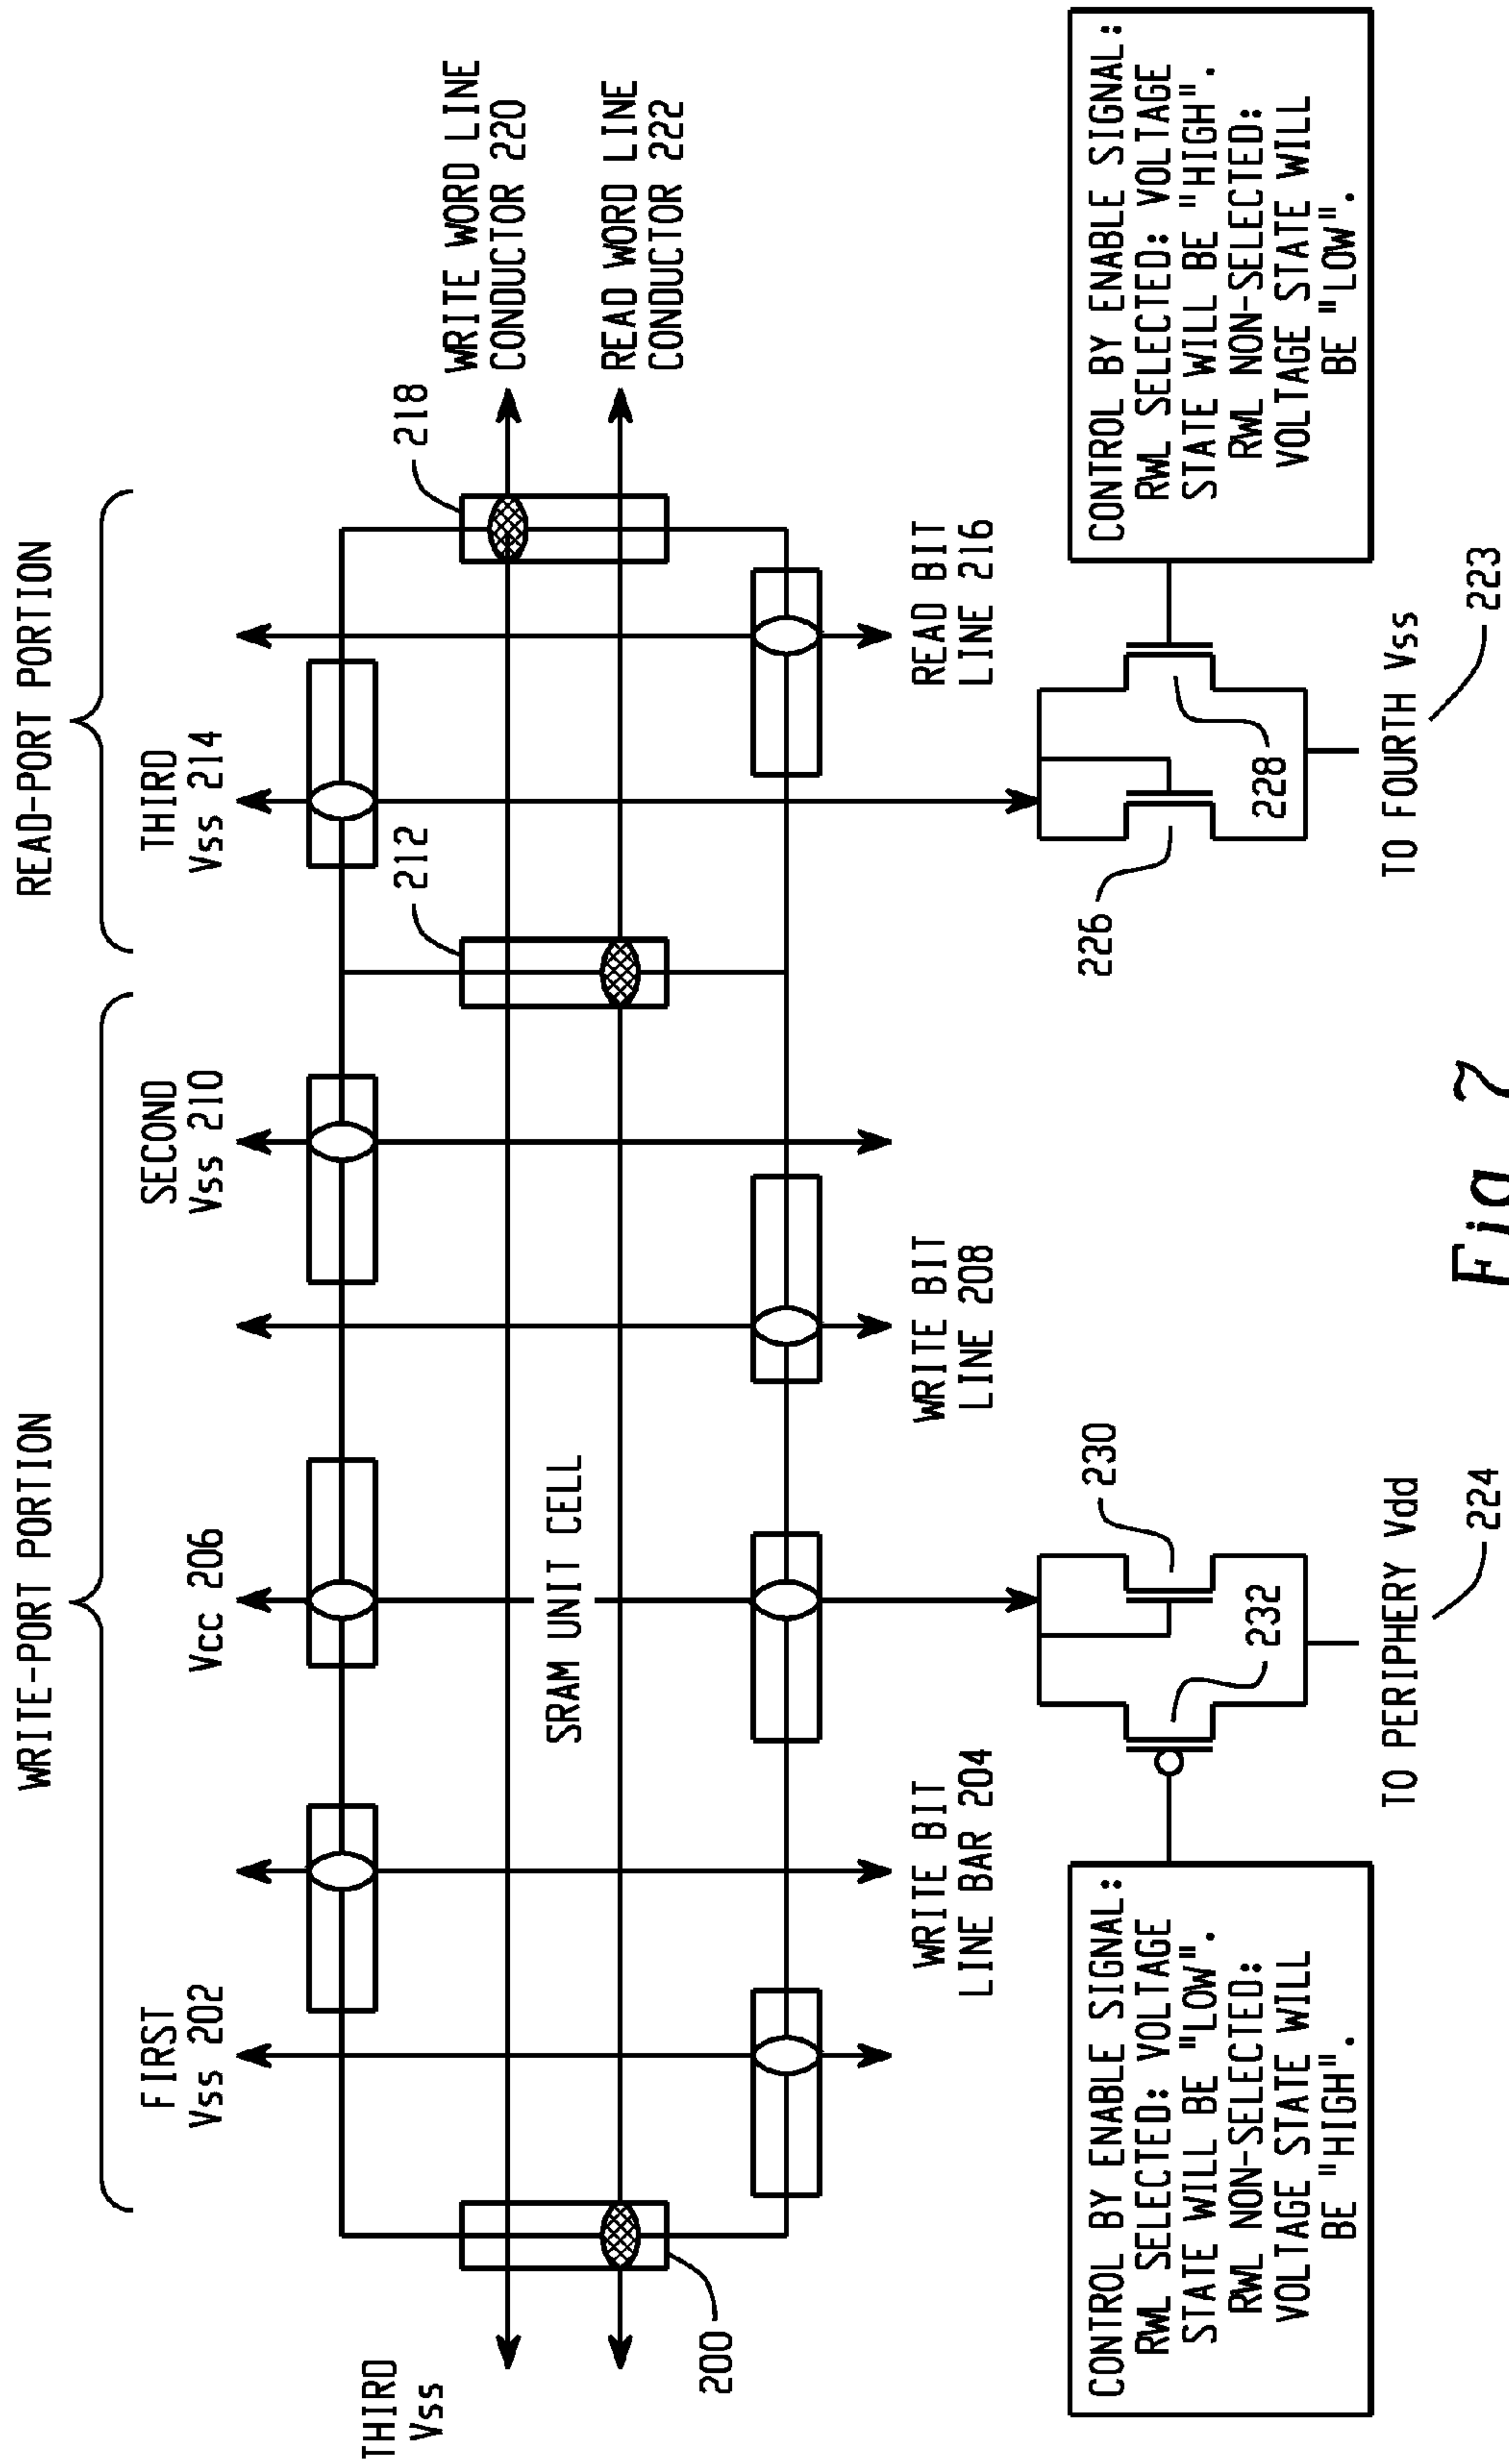 WRITE-PORT PORTION
READ-PORT PORTION
FIRST
Vss 202
Vcc 206
SECOND
Vss 210
THIRD
Vss 214
THIRD
Vss
212
218
WRITE WORD LINE
CONDUCTOR 220
SRAM UNIT CELL
READ WORD LINE
CONDUCTOR 222
200
WRITE BIT
LINE BAR 204
WRITE BIT
LINE 208
READ BIT
LINE 216
CONTROL BY ENABLE SIGNAL:
RWL SELECTED: VOLTAGE
STATE WILL BE "LOW".
RWL NON-SELECTED:
VOLTAGE STATE WILL
BE "HIGH".
232
230
226
228
CONTROL BY ENABLE SIGNAL:
RWL SELECTED: VOLTAGE
STATE WILL BE "HIGH".
RWL NON-SELECTED:
VOLTAGE STATE WILL
BE "LOW".
TO PERIPHERY Vdd
224
TO FOURTH Vss
223
Fig. 7